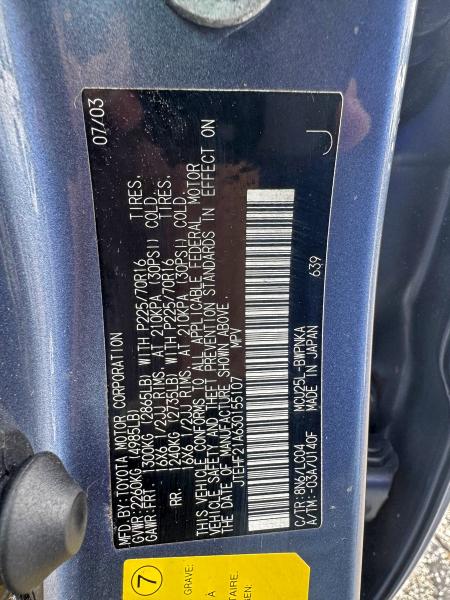 MFD.BY:TOYOTA MOTOR CORPORATION 07/03
GVWR: 2260KG (4985LB)
GAWR:FRT. 1300KG (2865LB) WITH P225/70R16 TIRES.
16X6 1/2JJ RIMS, AT 210KPA (30PSI) COLD.
RR. 1240KG (2735LB) WITH P225/70R16 TIRES.
16X6 1/2JJ RIMS, AT 210KPA (30PSI) COLD.
THIS VEHICLE CONFORMS TO ALL APPLICABLE FEDERAL MOTOR
VEHICLE SAFETY AND THEFT PREVENTION STANDARDS IN EFFECT ON
THE DATE OF MANUFACTURE SHOWN ABOVE.
JTEHF21A630155107 MPV
C/TR: 8N6/LC04 MCU25L-BWPNKA
A/TM:-03A/U140F MADE IN JAPAN 639
J
7
GRAVE:
À
ITAIRE.
GEN.